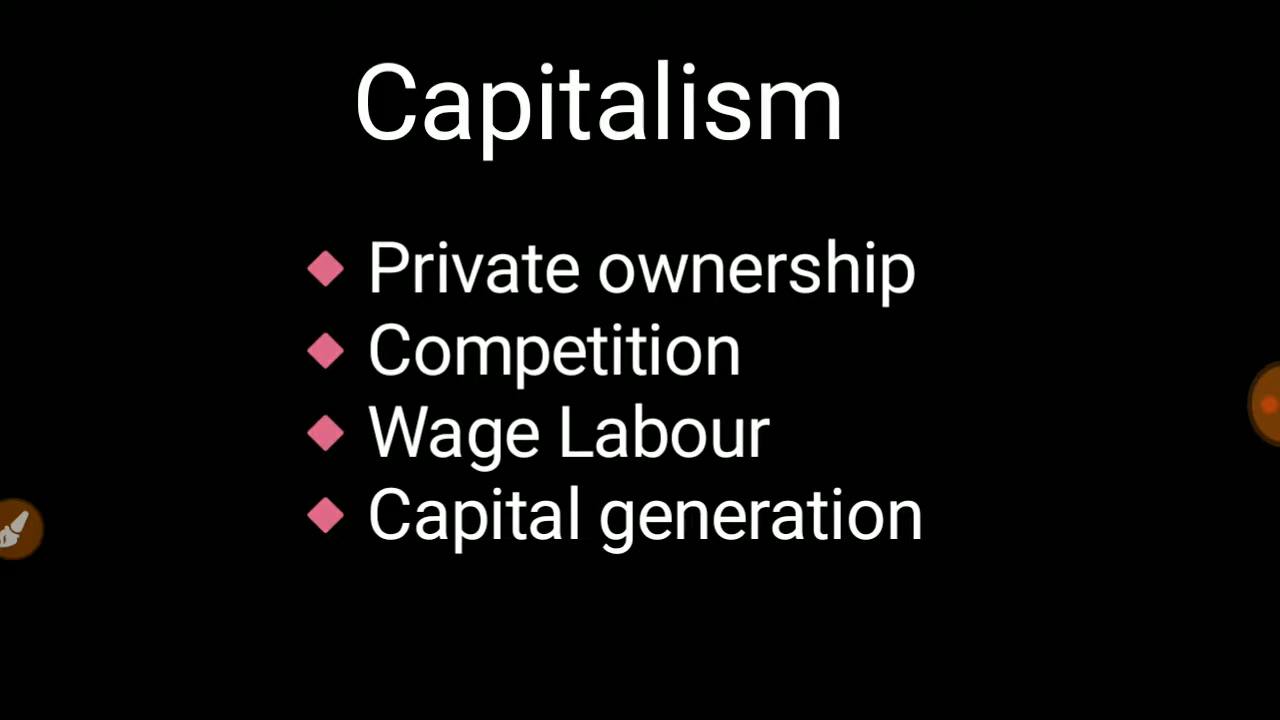 Capitalism
Private ownership
Competition
Wage Labour
Capital generation